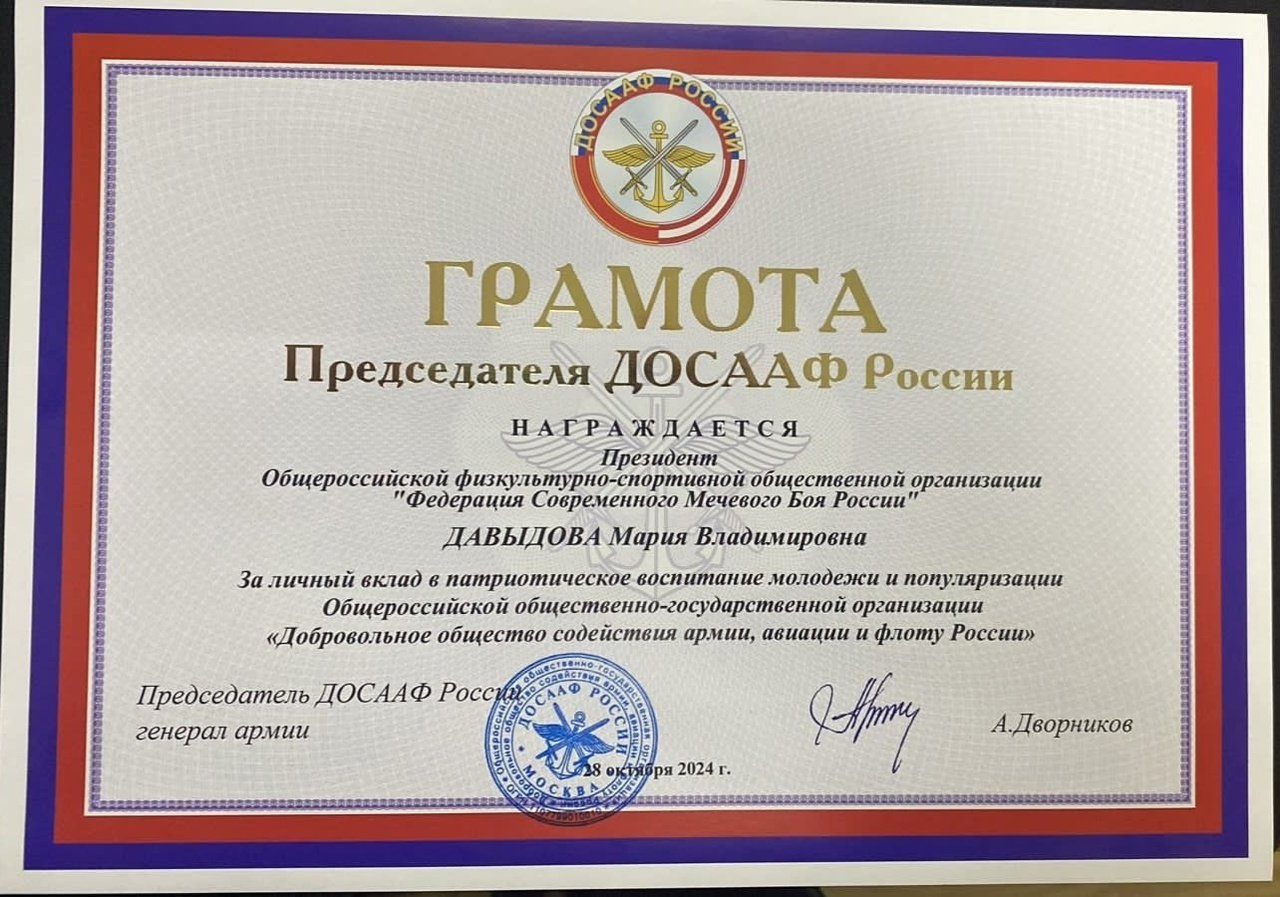 ДОСААФ РОССИИ
ГРАМОТА
Председателя ДОСААФ России
НАГРАЖДАЕТСЯ
Президент
Общероссийской физкультурно-спортивной общественной организации
"Федерация Современного Мечевого Боя России"
ДАВЫДОВА Мария Владимировна
За личный вклад в патриотическое воспитание молодежи и популяризации
Общероссийской общественно-государственной организации
«Добровольное общество содействия армии, авиации и флоту России»
Председатель ДОСААФ России
генерал армии
А.Дворников
ДОСААФ РОССИИ
МОСКВА
28 октября 2024 г.